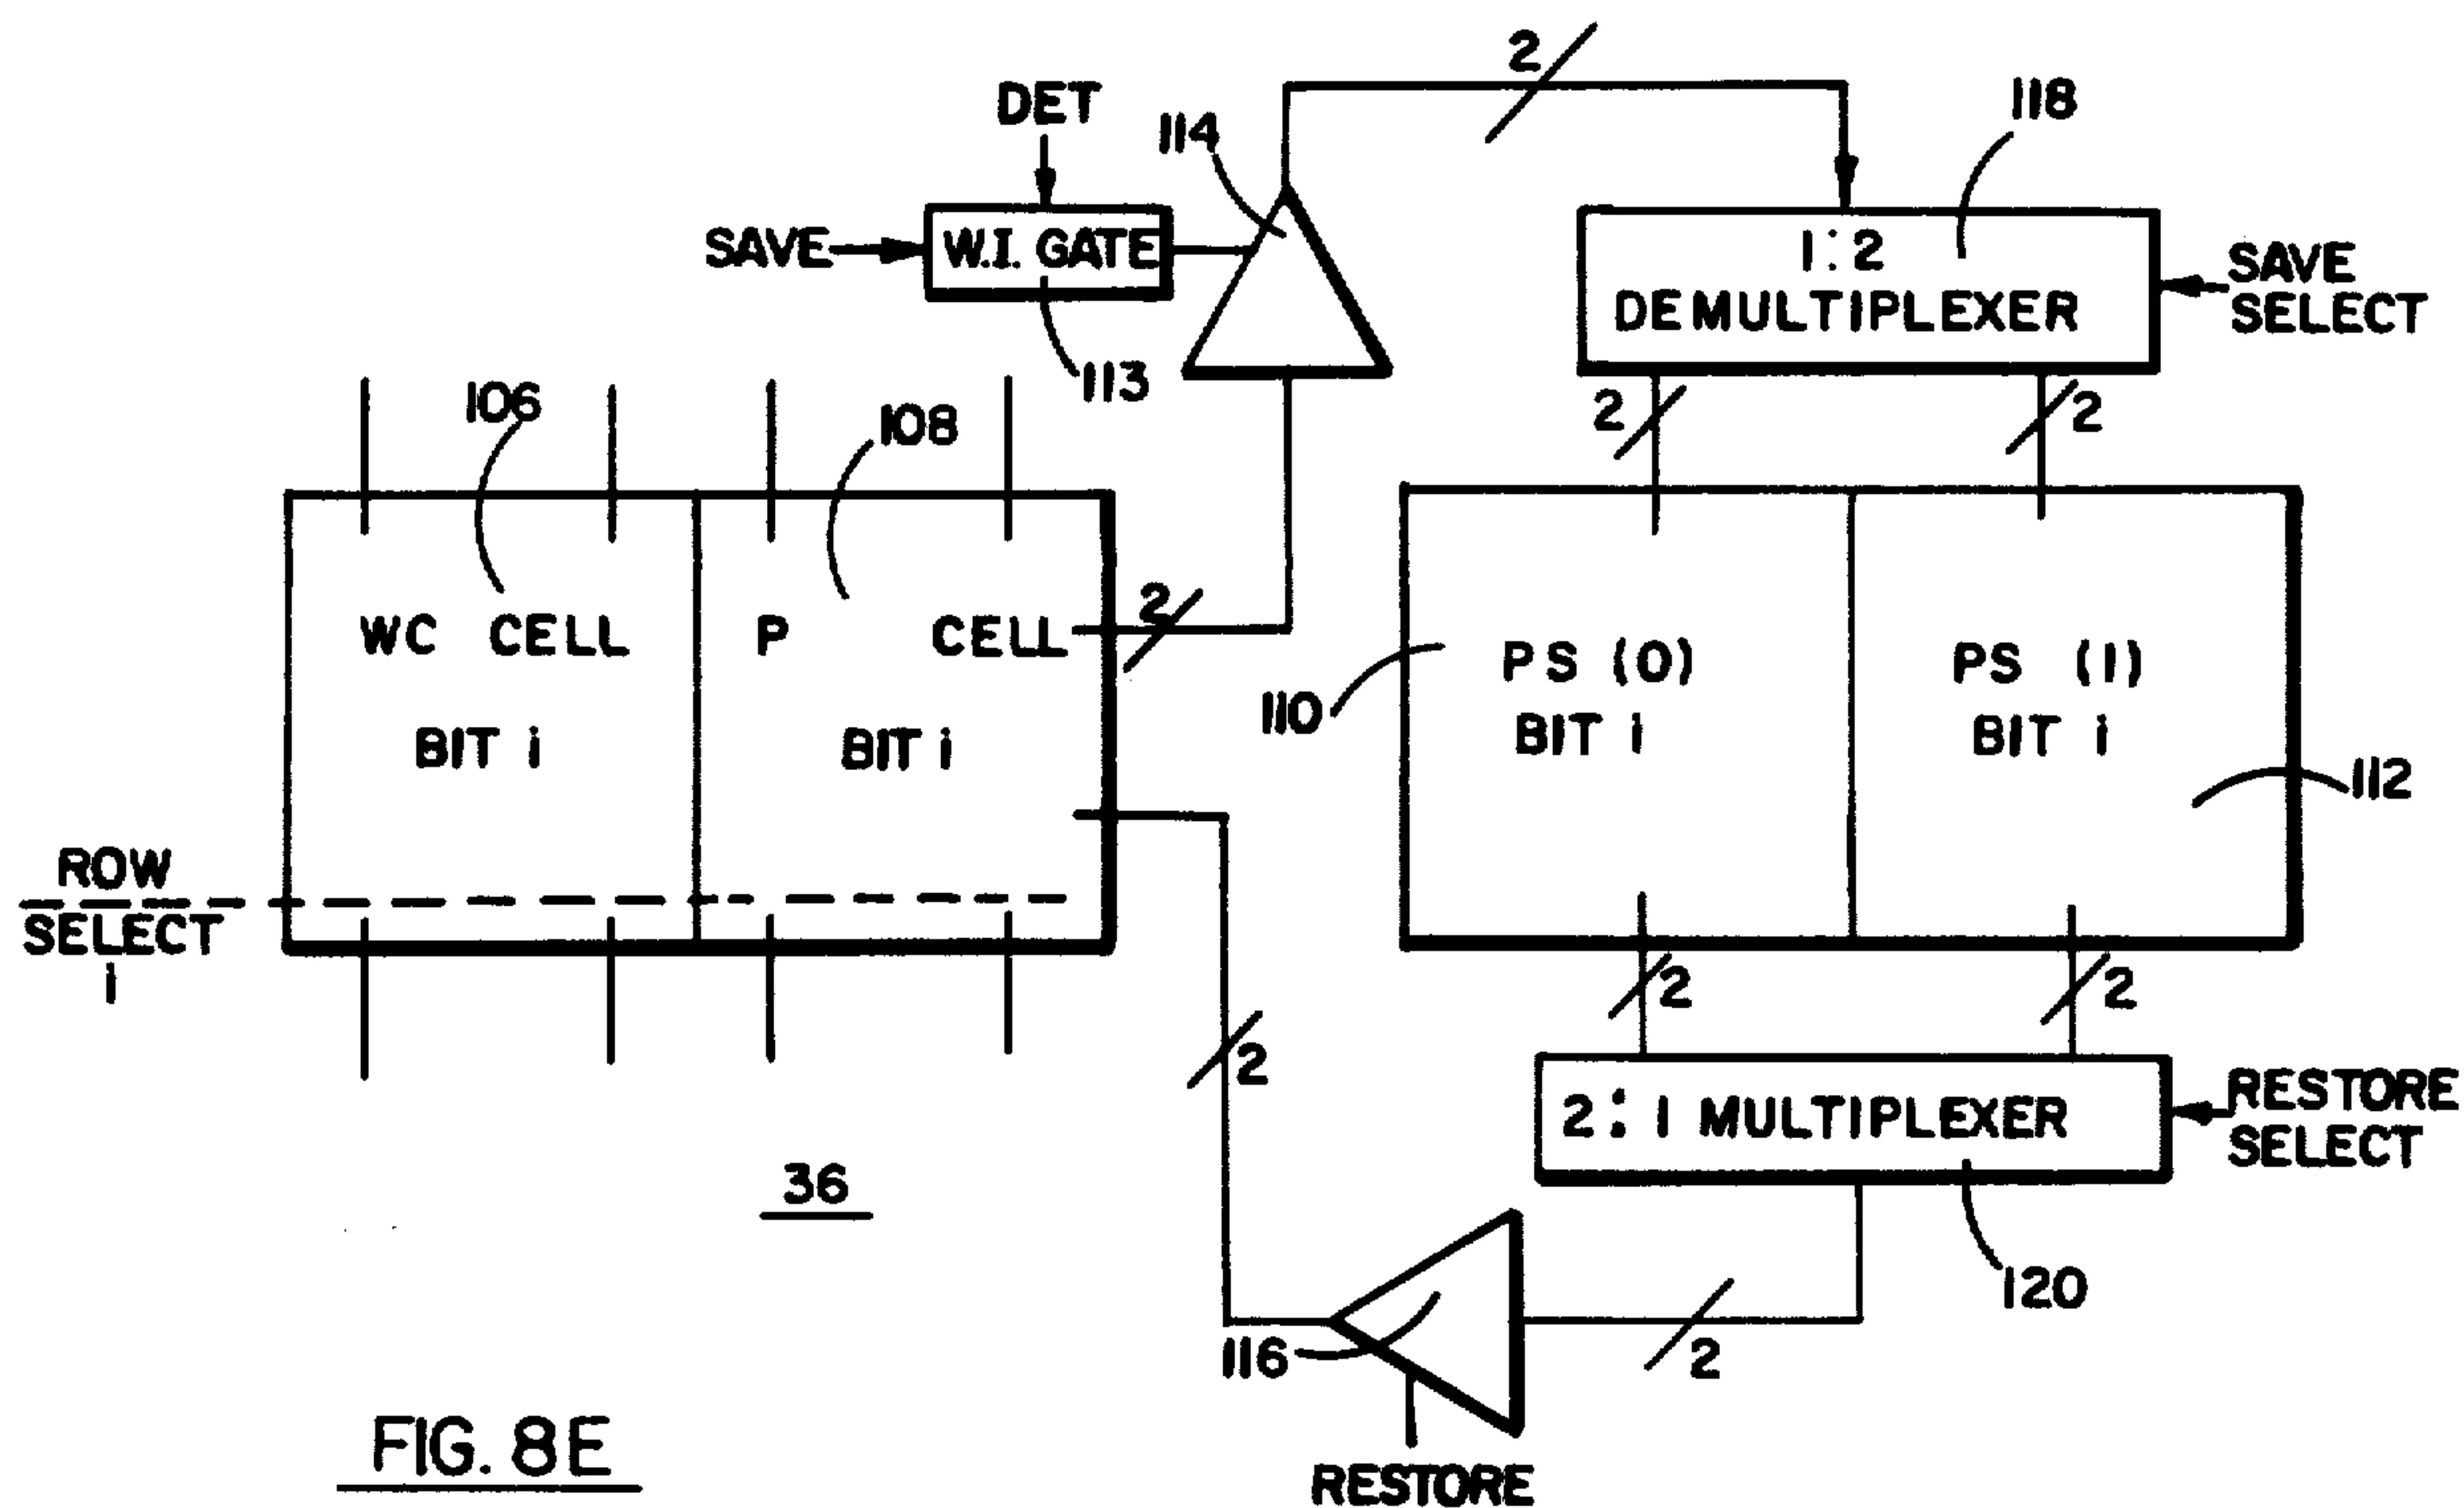 2
DET
118
114
SAVE
W.I. GATE
1:2
DEMULTIPLEXER
SAVE
SELECT
113
106
108
2
2
2
WC CELL
BIT i
P CELL
BIT i
110
PS (0)
BIT i
PS (1)
BIT i
112
ROW
SELECT
i
2
2
2
2:1 MULTIPLEXER
RESTORE
SELECT
36
120
116
2
RESTORE
FIG. 8E